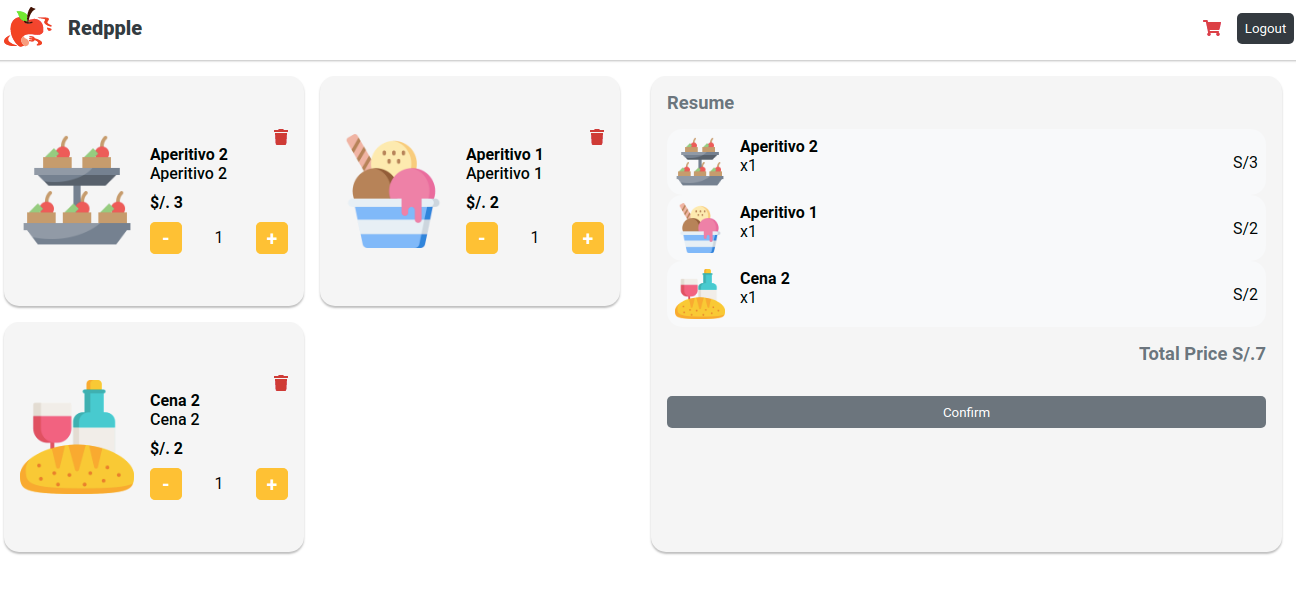 Redpple
Logout
Aperitivo 2
Aperitivo 2
$/. 3
- 1 +
Aperitivo 1
Aperitivo 1
$/. 2
- 1 +
Cena 2
Cena 2
$/. 2
- 1 +
Resume
Aperitivo 2
x1
S/3
Aperitivo 1
x1
S/2
Cena 2
x1
S/2
Total Price S/.7
Confirm